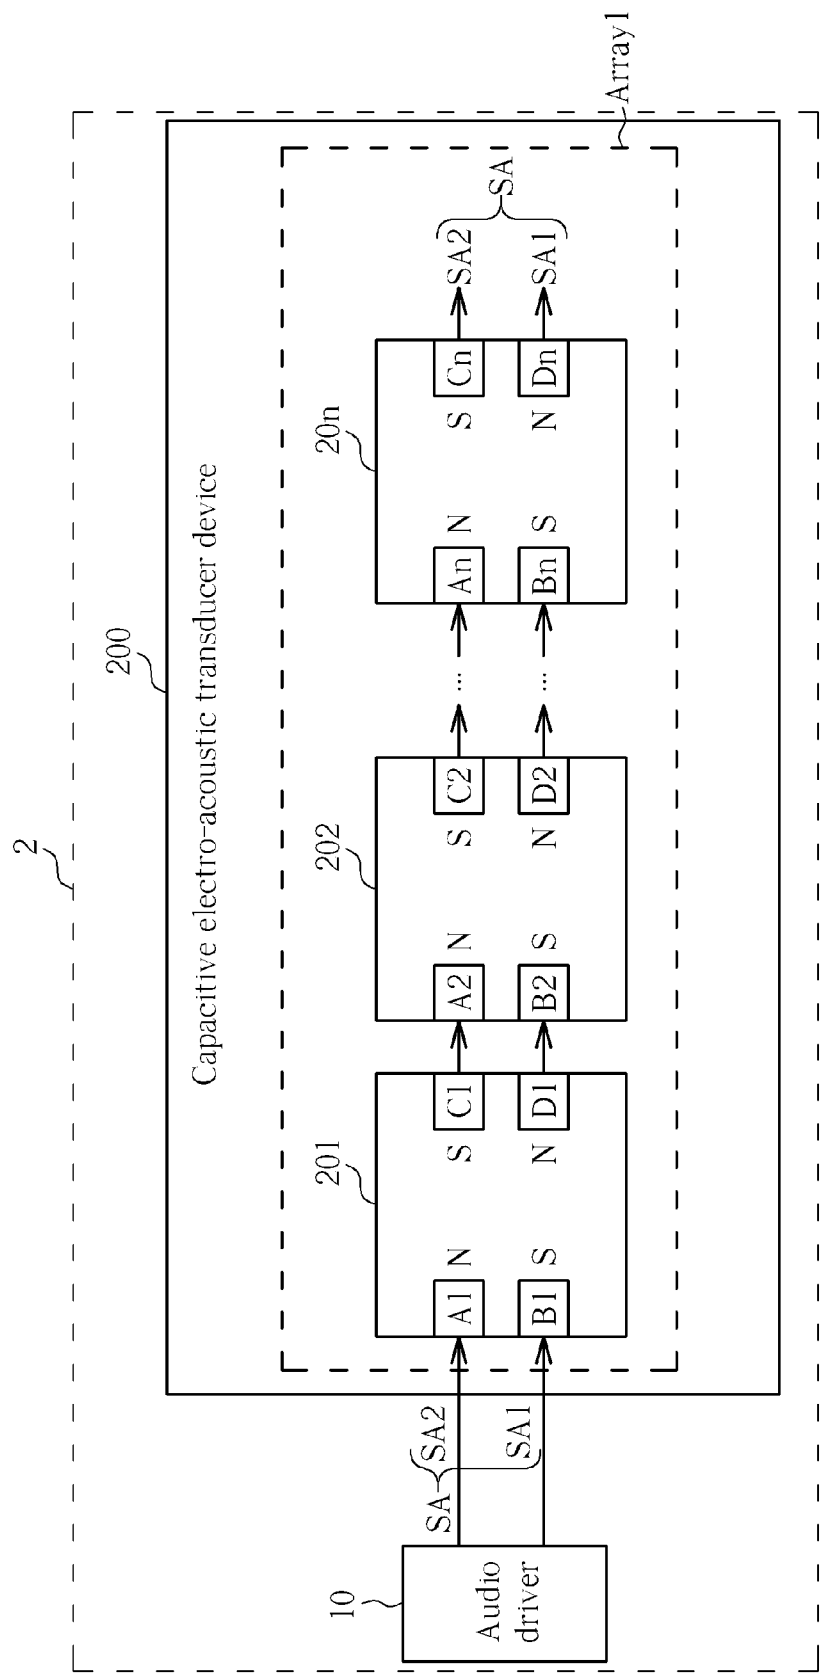 2
200
Capacitive electro-acoustic transducer device
Array1
10
Audio driver
SA
SA2
SA1
201
A1 N S C1
B1 S N D1
202
A2 N S C2
B2 S N D2
...
...
20n
An N S Cn
Bn S N Dn
SA2
SA1
SA